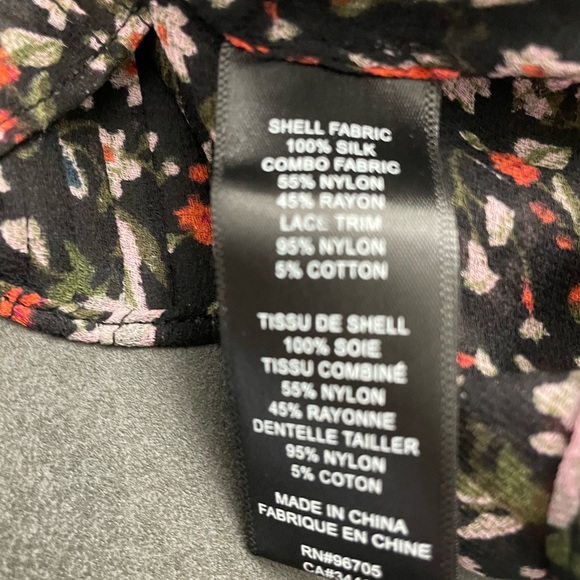 SHELL FABRIC
100% SILK
COMBO FABRIC
55% NYLON
45% RAYON
LACE TRIM
95% NYLON
5% COTTON
TISSU DE SHELL
100% SOIE
TISSU COMBINÉ
55% NYLON
45% RAYONNE
DENTELLE TAILLER
95% NYLON
5% COTON
MADE IN CHINA
FABRIQUE EN CHINE
RN#96705